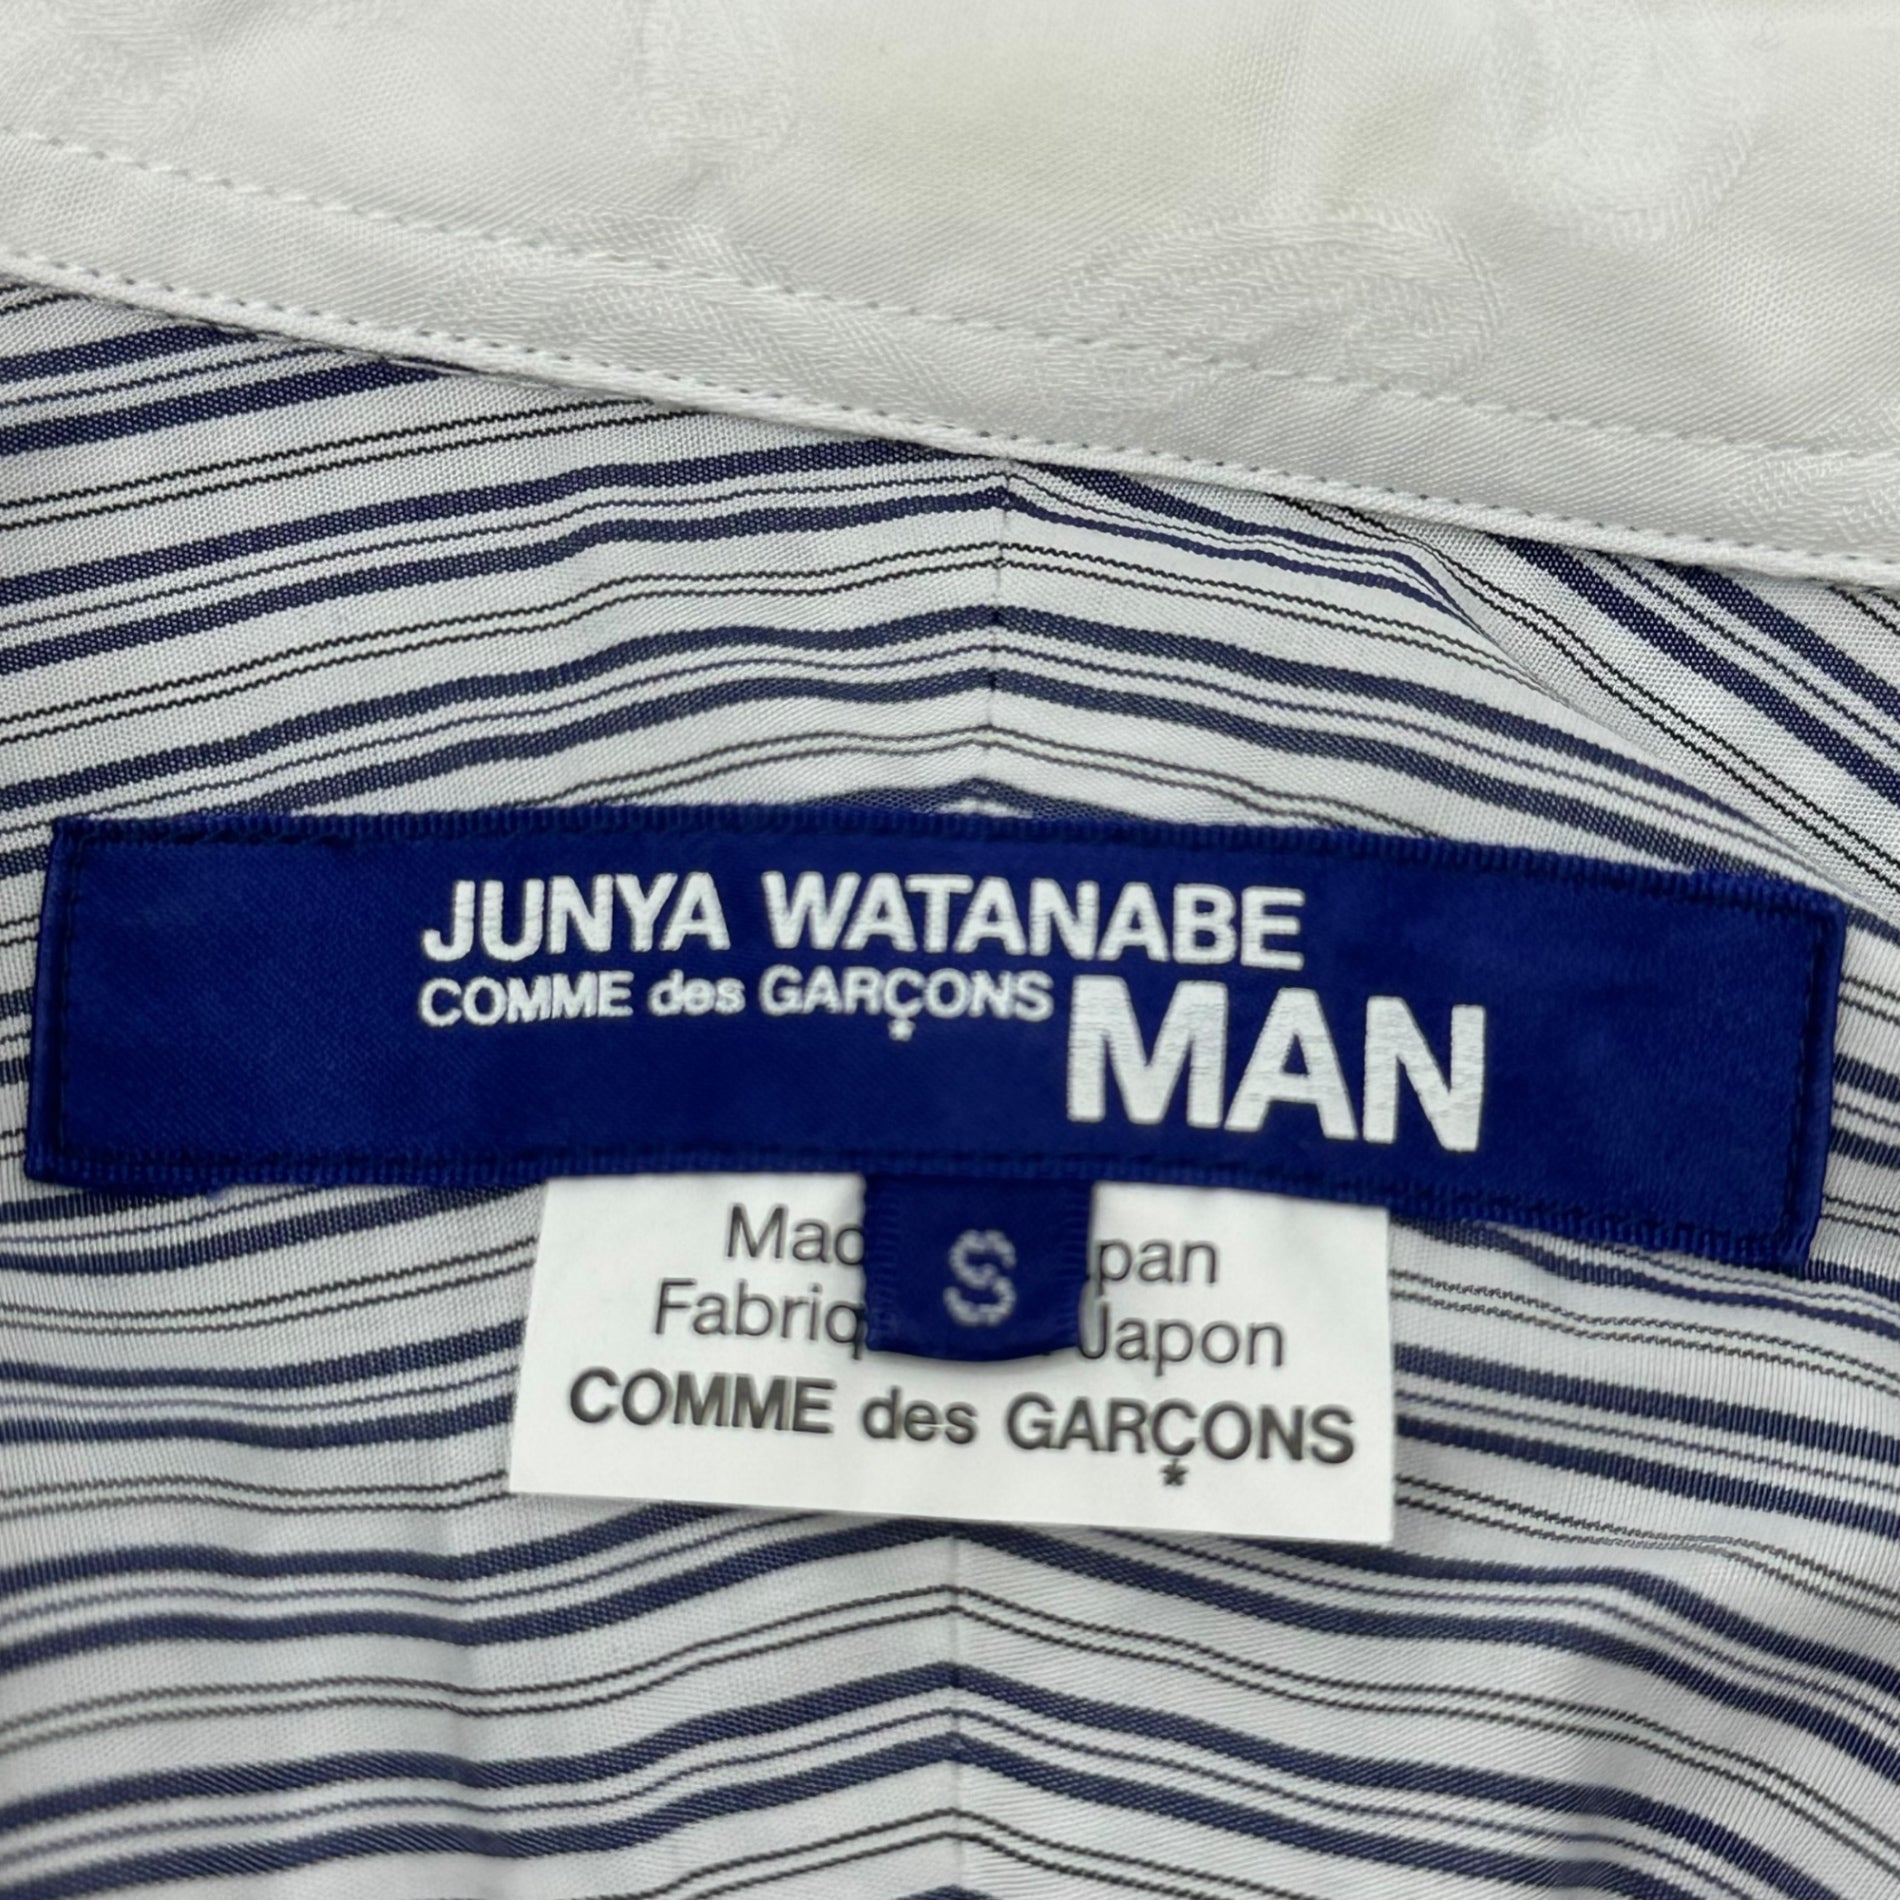 JUNYA WATANABE
COMME des GARÇONS MAN
S
Japon
COMME des GARÇONS